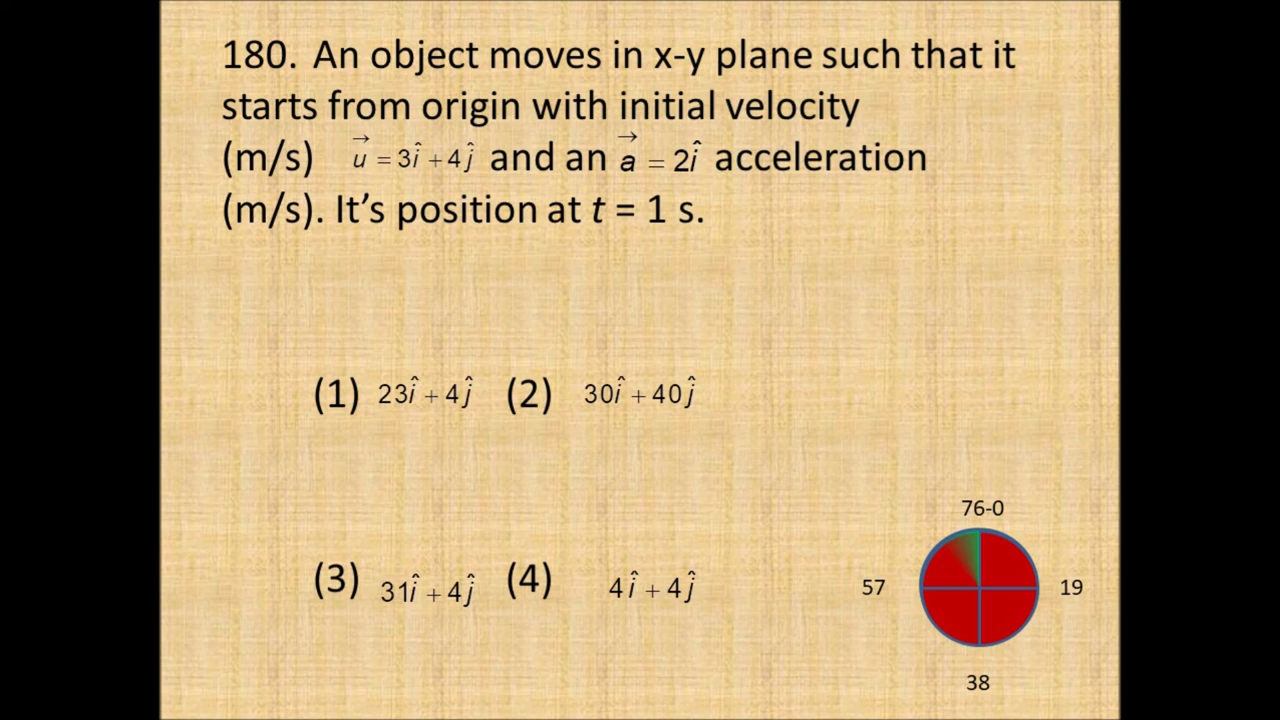 180. An object moves in x-y plane such that it
starts from origin with initial velocity
(m/s) u⃗ = 3î + 4ĵ and an a⃗ = 2î acceleration
(m/s). It’s position at t = 1 s.
(1) 23î + 4ĵ (2) 30î + 40ĵ
76-0
57 19
(3) 31î + 4ĵ (4) 4î + 4ĵ
38